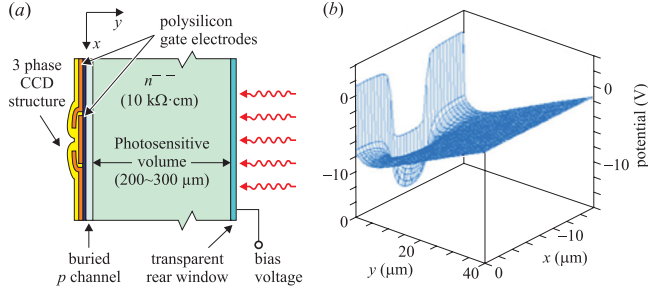 (a)
y
x
polysilicon
gate electrodes
3 phase
CCD
structure
n−−
(10 kΩ·cm)
Photosensitive
volume
(200~300 μm)
buried
p channel
transparent
rear window
bias
voltage
(b)
0
−10
0
20
40
y (μm)
0
−10
x (μm)
0
−10
potential (V)